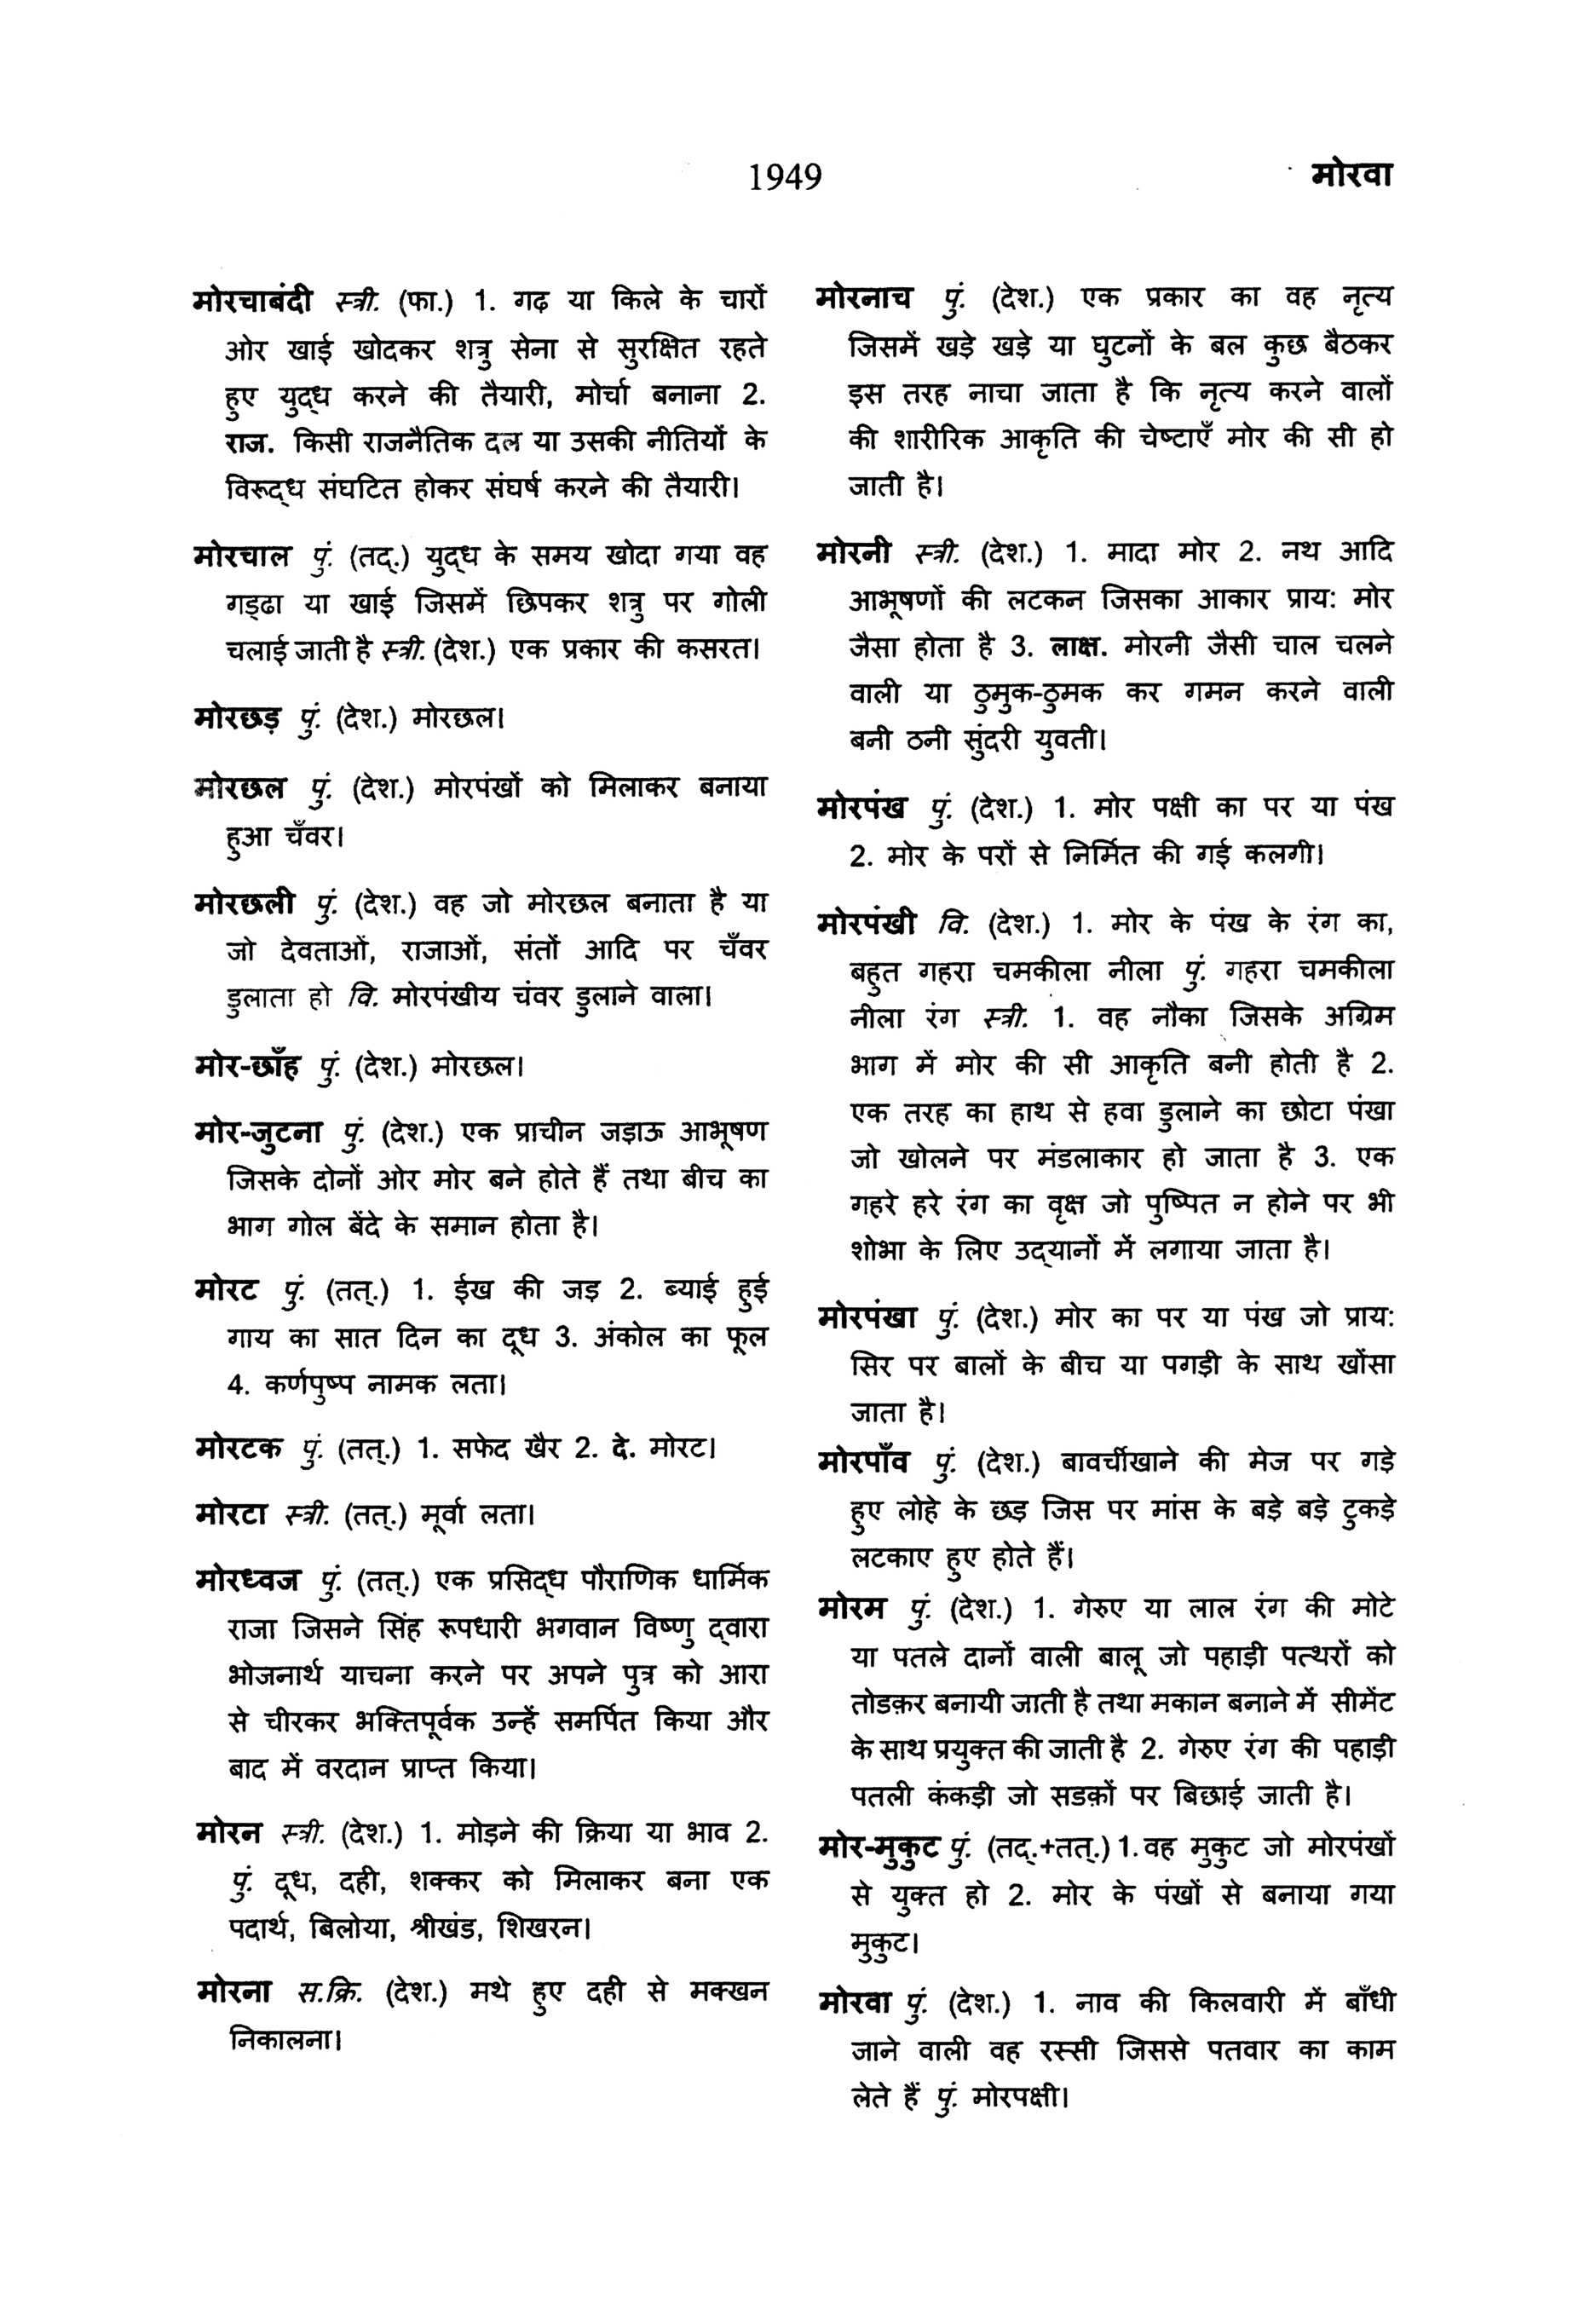 1949
मोरवा
मोरचाबंदी स्त्री. (फा.) 1. गढ़ या किले के चारों
ओर खाई खोदकर शत्रु सेना से सुरक्षित रहते
हुए युद्ध करने की तैयारी, मोर्चा बनाना 2.
राज. किसी राजनैतिक दल या उसकी नीतियों के
विरूद्ध संघटित होकर संघर्ष करने की तैयारी।
मोरचाल पुं. (तद्.) युद्ध के समय खोदा गया वह
गड्ढा या खाई जिसमें छिपकर शत्रु पर गोली
चलाई जाती है स्त्री. (देश.) एक प्रकार की कसरत।
मोरछड़ पुं. (देश.) मोरछल।
मोरछल पुं. (देश.) मोरपंखों को मिलाकर बनाया
हुआ चँवर।
मोरछली पुं. (देश.) वह जो मोरछल बनाता है या
जो देवताओं, राजाओं, संतों आदि पर चँवर
डुलाता हो वि. मोरपंखीय चंवर डुलाने वाला।
मोर-छाँह पुं. (देश.) मोरछल।
मोर-जुटना पुं. (देश.) एक प्राचीन जड़ाऊ आभूषण
जिसके दोनों ओर मोर बने होते हैं तथा बीच का
भाग गोल बेंदे के समान होता है।
मोरट पुं. (तत्.) 1. ईख की जड़ 2. ब्याई हुई
गाय का सात दिन का दूध 3. अंकोल का फूल
4. कर्णपुष्प नामक लता।
मोरटक पुं. (तत्.) 1. सफेद खैर 2. दे. मोरट।
मोरटा स्त्री. (तत्.) मूर्वा लता।
मोरध्वज पुं. (तत्.) एक प्रसिद्ध पौराणिक धार्मिक
राजा जिसने सिंह रूपधारी भगवान विष्णु द्वारा
भोजनार्थ याचना करने पर अपने पुत्र को आरा
से चीरकर भक्तिपूर्वक उन्हें समर्पित किया और
बाद में वरदान प्राप्त किया।
मोरन स्त्री. (देश.) 1. मोड़ने की क्रिया या भाव 2.
पुं. दूध, दही, शक्कर को मिलाकर बना एक
पदार्थ, बिलोया, श्रीखंड, शिखरन।
मोरना स.क्रि. (देश.) मथे हुए दही से मक्खन
निकालना।
मोरनाच पुं. (देश.) एक प्रकार का वह नृत्य
जिसमें खड़े खड़े या घुटनों के बल कुछ बैठकर
इस तरह नाचा जाता है कि नृत्य करने वालों
की शारीरिक आकृति की चेष्टाएँ मोर की सी हो
जाती है।
मोरनी स्त्री. (देश.) 1. मादा मोर 2. नथ आदि
आभूषणों की लटकन जिसका आकार प्राय: मोर
जैसा होता है 3. लाक्ष. मोरनी जैसी चाल चलने
वाली या ठुमुक-ठुमक कर गमन करने वाली
बनी ठनी सुंदरी युवती।
मोरपंख पुं. (देश.) 1. मोर पक्षी का पर या पंख
2. मोर के परों से निर्मित की गई कलगी।
मोरपंखी वि. (देश.) 1. मोर के पंख के रंग का,
बहुत गहरा चमकीला नीला पुं. गहरा चमकीला
नीला रंग स्त्री. 1. वह नौका जिसके अग्रिम
भाग में मोर की सी आकृति बनी होती है 2.
एक तरह का हाथ से हवा डुलाने का छोटा पंखा
जो खोलने पर मंडलाकार हो जाता है 3. एक
गहरे हरे रंग का वृक्ष जो पुष्पित न होने पर भी
शोभा के लिए उद्यानों में लगाया जाता है।
मोरपंखा पुं. (देश.) मोर का पर या पंख जो प्राय:
सिर पर बालों के बीच या पगड़ी के साथ खोंसा
जाता है।
मोरपाँव पुं. (देश.) बावर्चीखाने की मेज पर गड़े
हुए लोहे के छड़ जिस पर मांस के बड़े बड़े टुकड़े
लटकाए हुए होते हैं।
मोरम पुं. (देश.) 1. गेरुए या लाल रंग की मोटे
या पतले दानों वाली बालू जो पहाड़ी पत्थरों को
तोडक़र बनायी जाती है तथा मकान बनाने में सीमेंट
के साथ प्रयुक्त की जाती है 2. गेरुए रंग की पहाड़ी
पतली कंकड़ी जो सडक़ों पर बिछाई जाती है।
मोर-मुकुट पुं. (तद्.+तत्.) 1. वह मुकुट जो मोरपंखों
से युक्त हो 2. मोर के पंखों से बनाया गया
मुकुट।
मोरवा पुं. (देश.) 1. नाव की किलवारी में बाँधी
जाने वाली वह रस्सी जिससे पतवार का काम
लेते हैं पुं. मोरपक्षी।